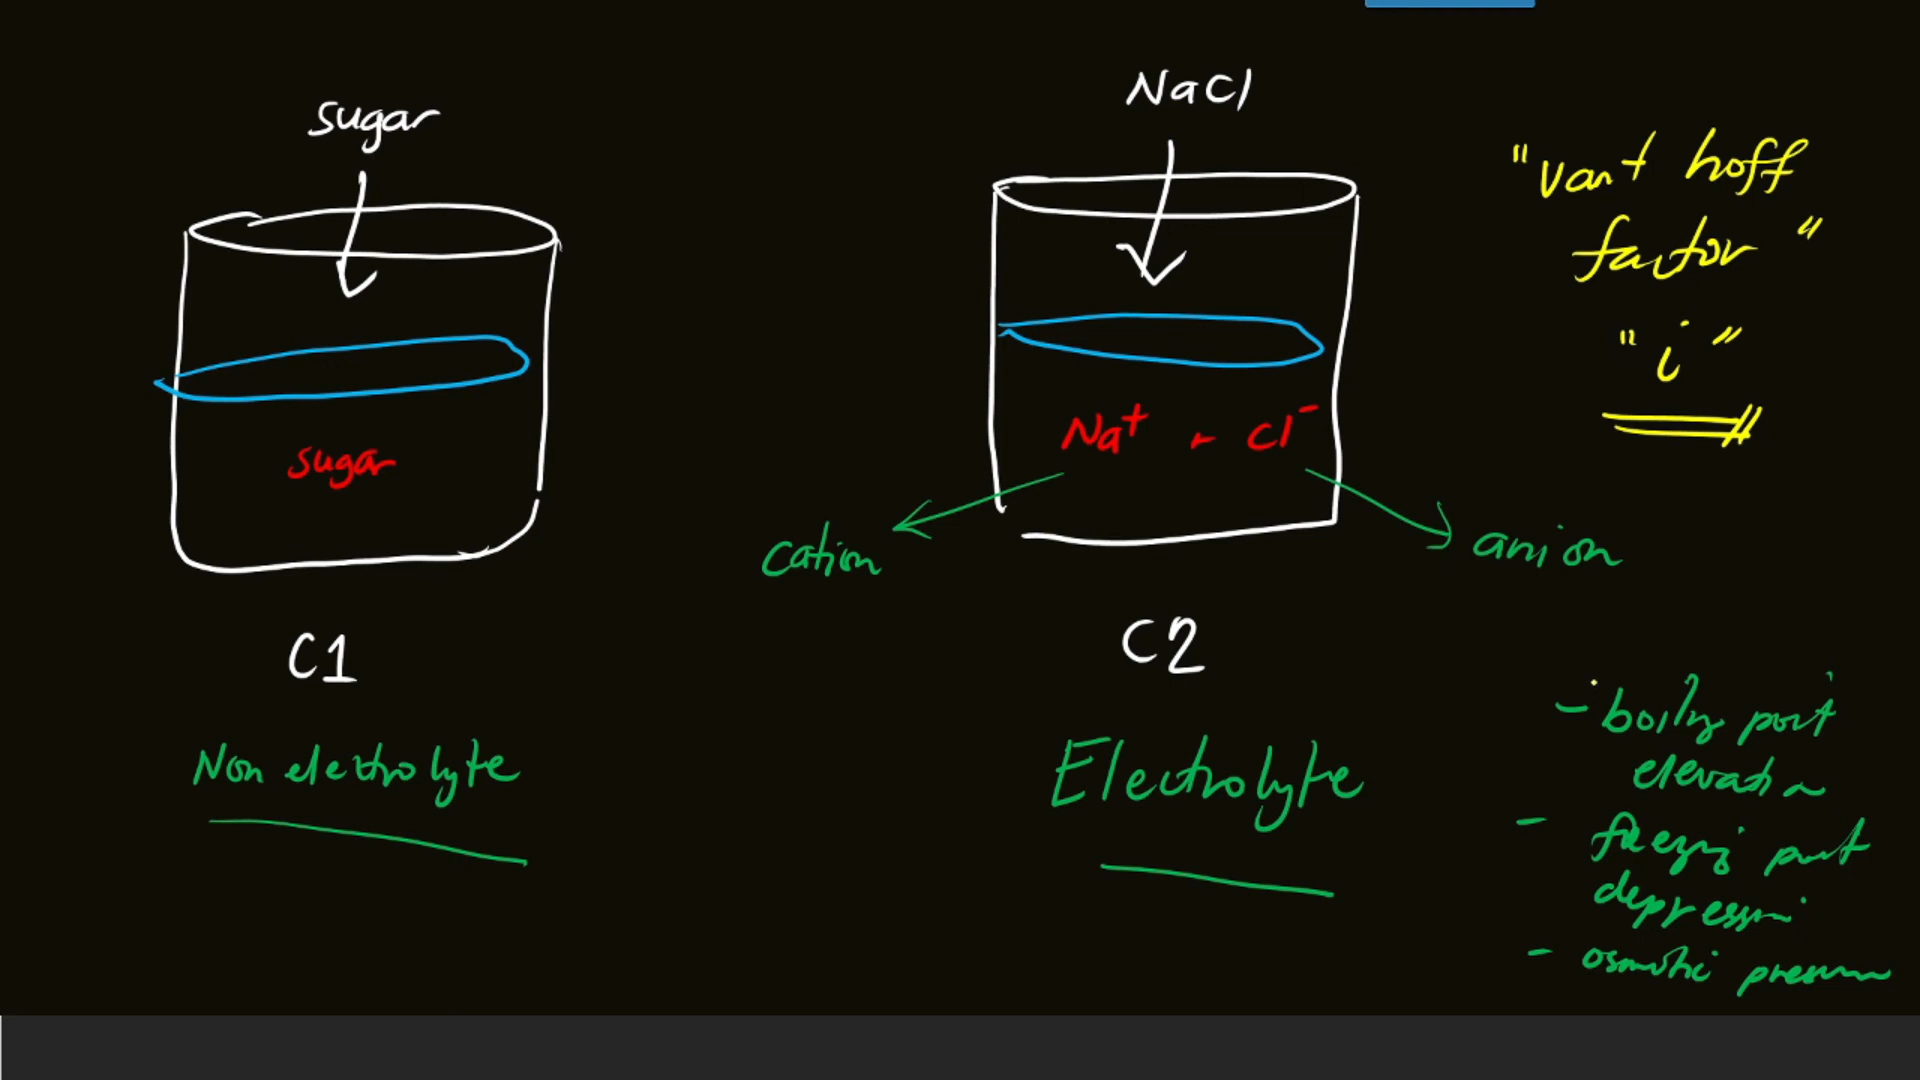 sugar
sugar
C1
Non electrolyte
NaCl
Na+ + Cl-
cation
anion
C2
Electrolyte
"Vant hoff
factor"
"i"
- boiling point
elevation
- freezing point
depression
- osmotic pressure